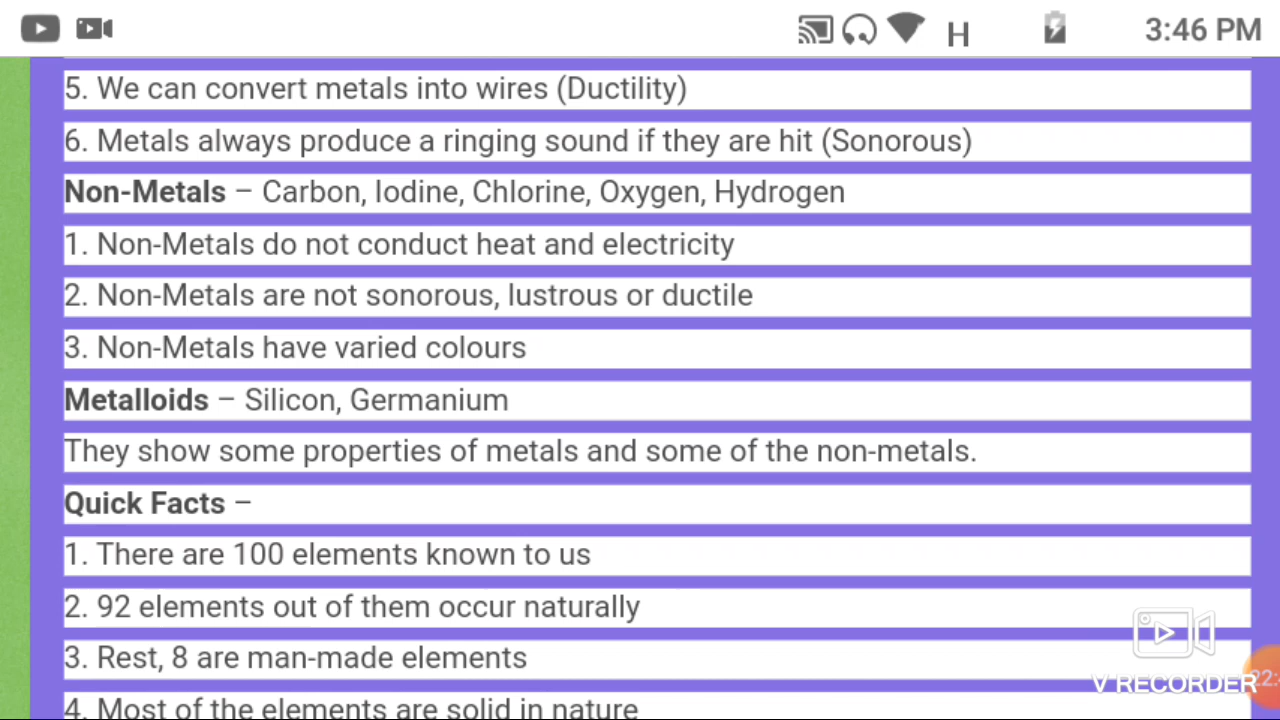 3:46 PM
H
5. We can convert metals into wires (Ductility)
6. Metals always produce a ringing sound if they are hit (Sonorous)
Non-Metals – Carbon, Iodine, Chlorine, Oxygen, Hydrogen
1. Non-Metals do not conduct heat and electricity
2. Non-Metals are not sonorous, lustrous or ductile
3. Non-Metals have varied colours
Metalloids – Silicon, Germanium
They show some properties of metals and some of the non-metals.
Quick Facts –
1. There are 100 elements known to us
2. 92 elements out of them occur naturally
3. Rest, 8 are man-made elements
4. Most of the elements are solid in nature
V RECORDER